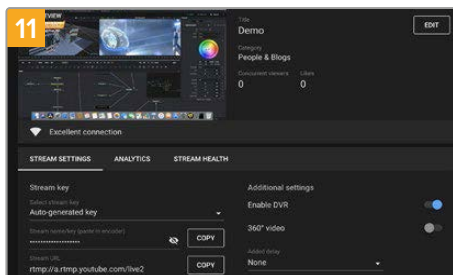 11
Title
Demo
EDIT
Category
People & Blogs
Concurrent viewers Likes
0 0
Excellent connection
STREAM SETTINGS ANALYTICS STREAM HEALTH
Stream key
Select stream key
Auto-generated key
Stream name/key (paste in encoder)
COPY
Stream URL
rtmp://a.rtmp.youtube.com/live2
COPY
Additional settings
Enable DVR
360° video
Added delay
None